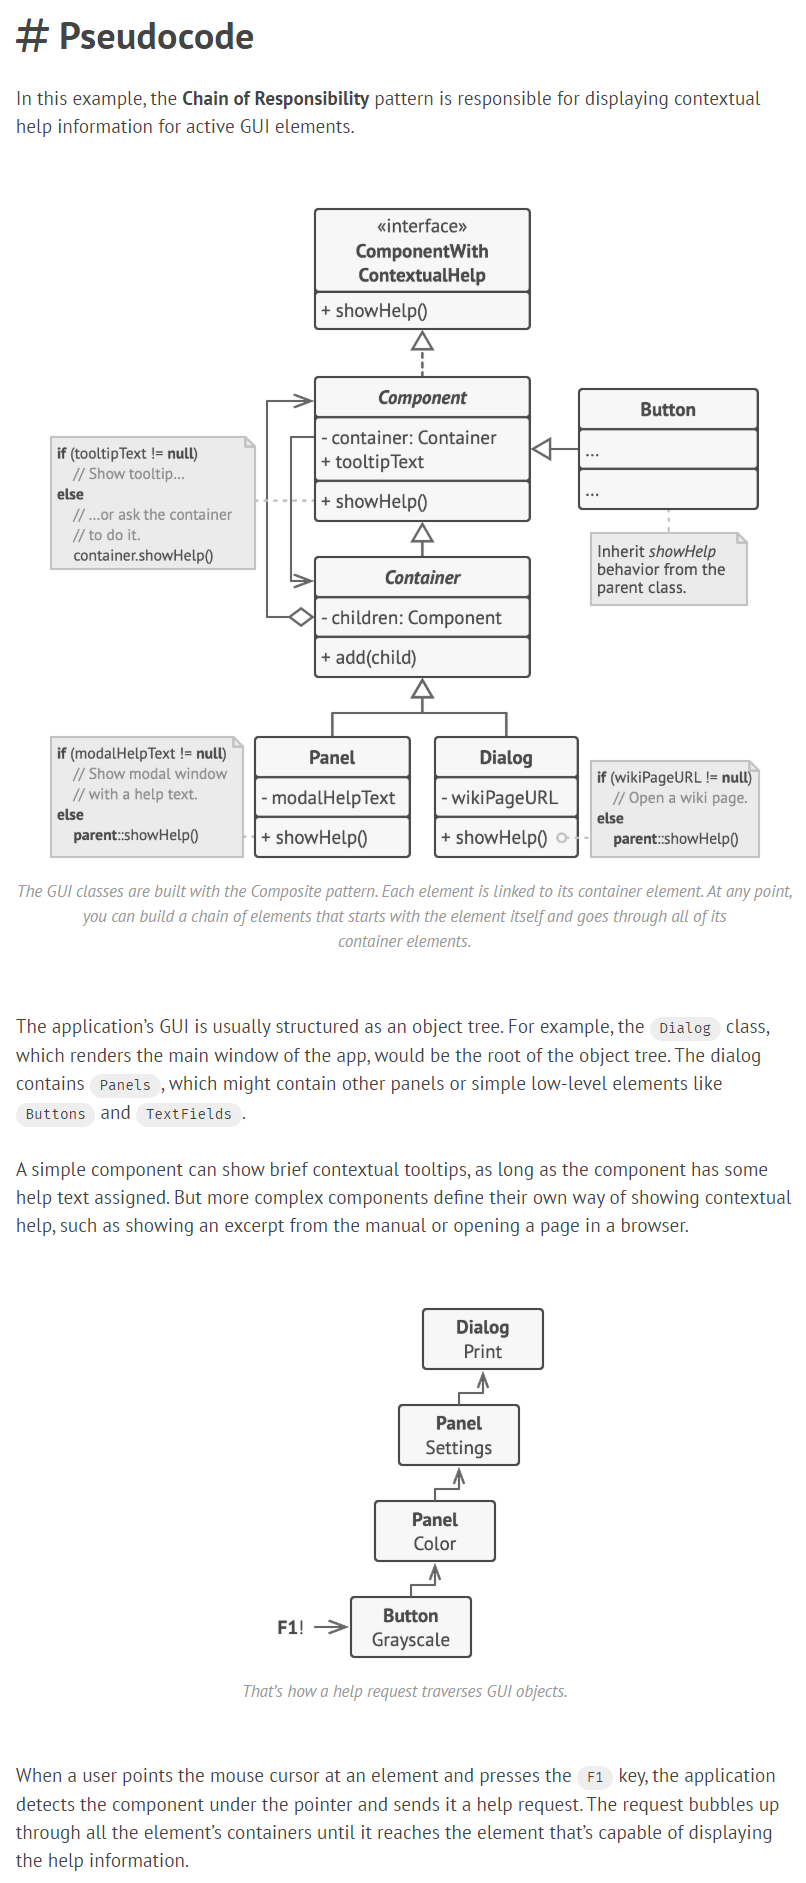 # Pseudocode
In this example, the Chain of Responsibility pattern is responsible for displaying contextual
help information for active GUI elements.
«interface»
ComponentWith
ContextualHelp
+ showHelp()
Component
- container: Container
+ tooltipText
+ showHelp()
Button
...
...
if (tooltipText != null)
// Show tooltip...
else
// ...or ask the container
// to do it.
container.showHelp()
Inherit showHelp
behavior from the
parent class.
Container
- children: Component
+ add(child)
if (modalHelpText != null)
// Show modal window
// with a help text.
else
parent::showHelp()
Panel
- modalHelpText
+ showHelp()
Dialog
- wikiPageURL
+ showHelp()
if (wikiPageURL != null)
// Open a wiki page.
else
parent::showHelp()
The GUI classes are built with the Composite pattern. Each element is linked to its container element. At any point,
you can build a chain of elements that starts with the element itself and goes through all of its
container elements.
The application’s GUI is usually structured as an object tree. For example, the Dialog class,
which renders the main window of the app, would be the root of the object tree. The dialog
contains Panels , which might contain other panels or simple low-level elements like
Buttons and TextFields .
A simple component can show brief contextual tooltips, as long as the component has some
help text assigned. But more complex components define their own way of showing contextual
help, such as showing an excerpt from the manual or opening a page in a browser.
Dialog
Print
Panel
Settings
Panel
Color
F1!
Button
Grayscale
That’s how a help request traverses GUI objects.
When a user points the mouse cursor at an element and presses the F1 key, the application
detects the component under the pointer and sends it a help request. The request bubbles up
through all the element’s containers until it reaches the element that’s capable of displaying
the help information.